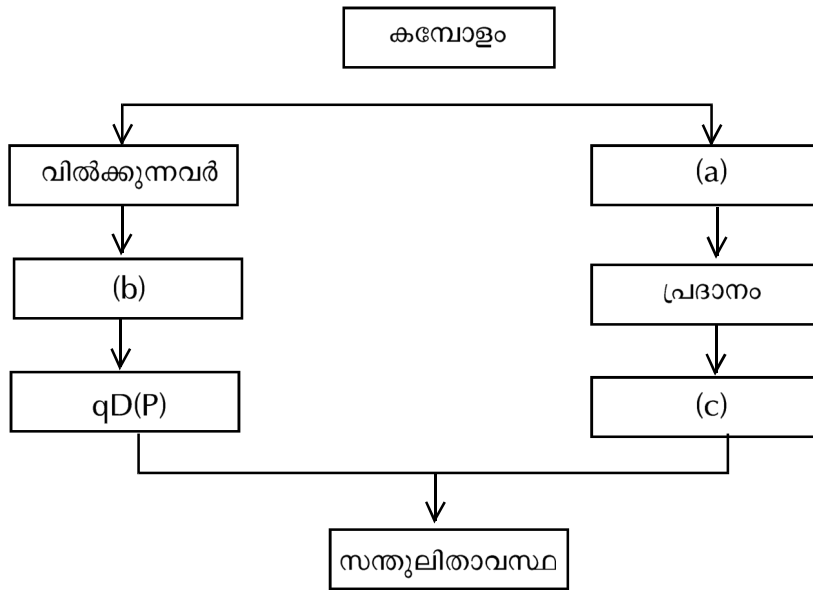 കമ്പോളം
വിൽക്കുന്നവർ
(a)
(b)
പ്രദാനം
qD(P)
(c)
സന്തുലിതാവസ്ഥ